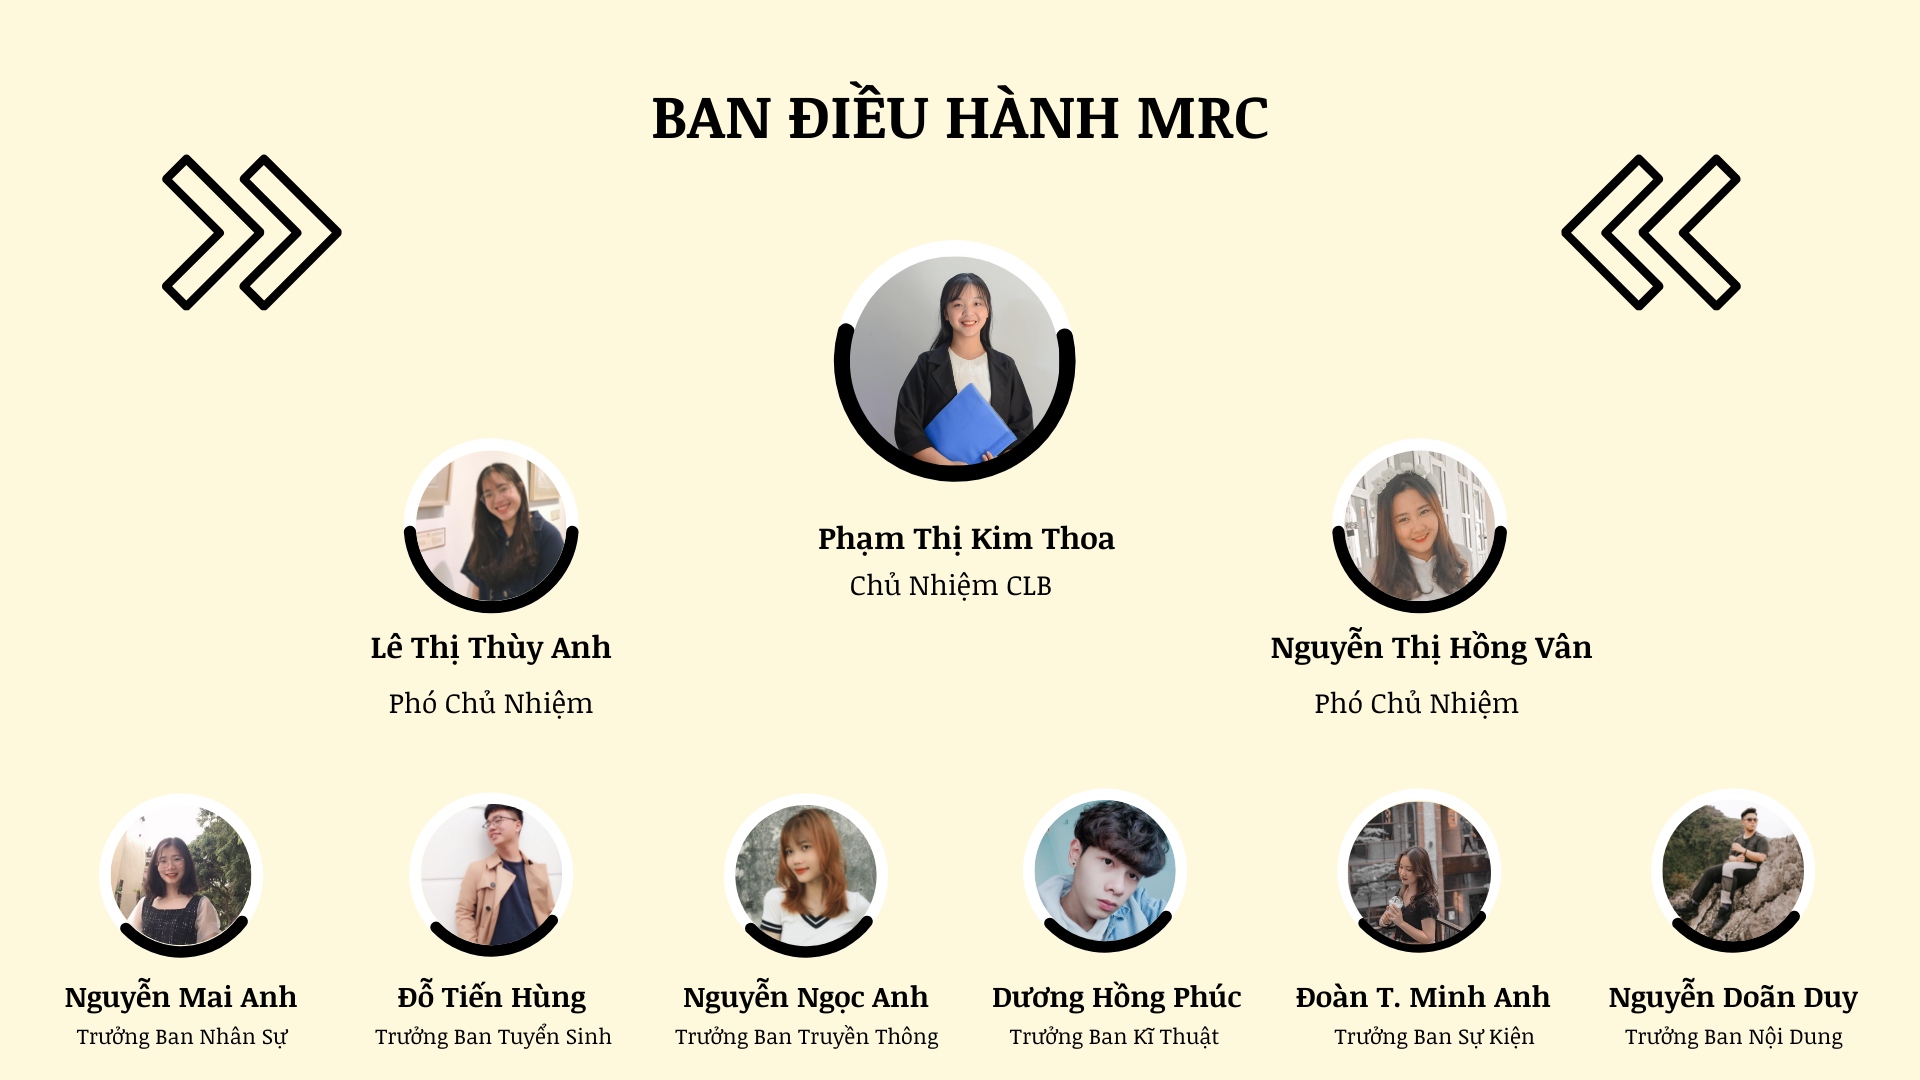 BAN ĐIỀU HÀNH MRC
Phạm Thị Kim Thoa
Chủ Nhiệm CLB
Lê Thị Thùy Anh
Phó Chủ Nhiệm
Nguyễn Thị Hồng Vân
Phó Chủ Nhiệm
Nguyễn Mai Anh
Trưởng Ban Nhân Sự
Đỗ Tiến Hùng
Trưởng Ban Tuyển Sinh
Nguyễn Ngọc Anh
Trưởng Ban Truyền Thông
Dương Hồng Phúc
Trưởng Ban Kĩ Thuật
Đoàn T. Minh Anh
Trưởng Ban Sự Kiện
Nguyễn Doãn Duy
Trưởng Ban Nội Dung